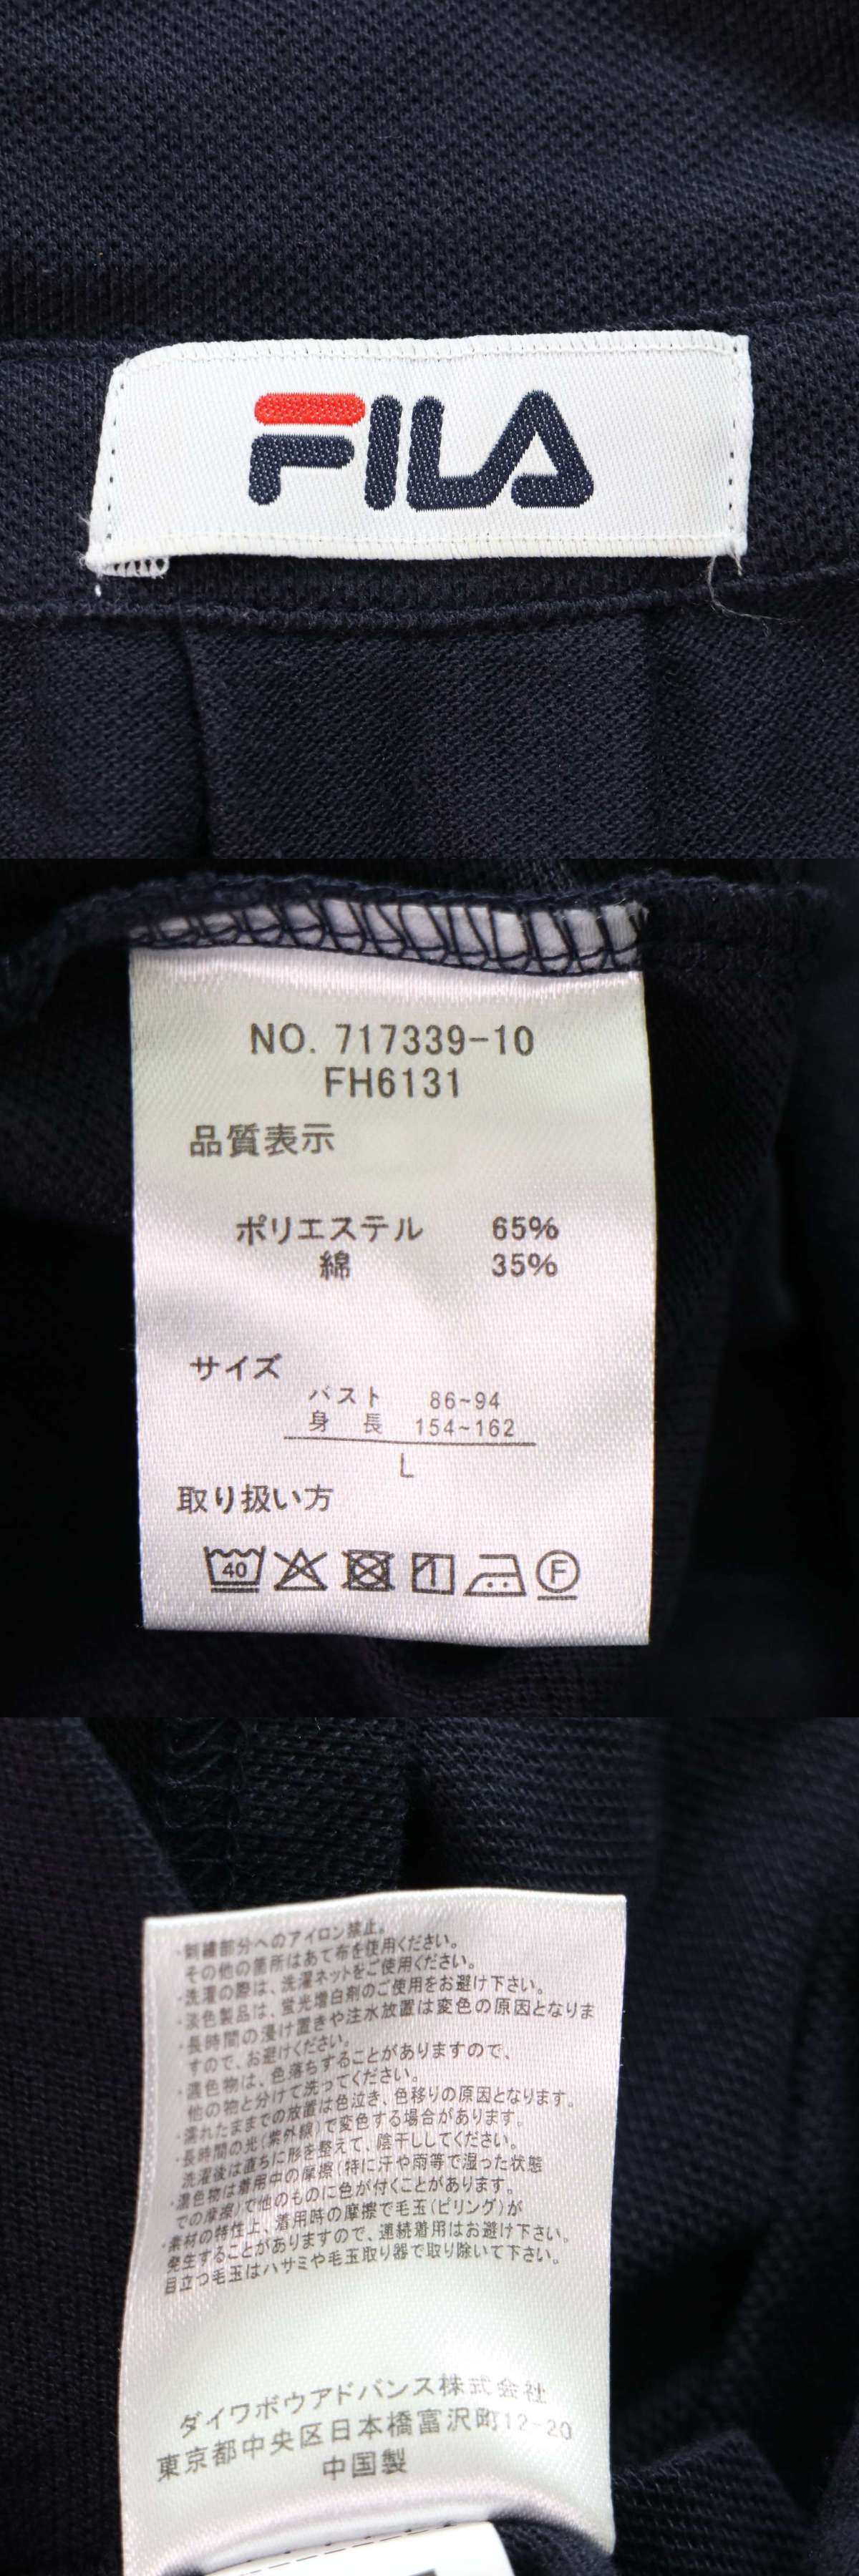 FILA
NO. 717339-10
FH6131
品質表示
ポリエステル 65%
綿 35%
サイズ
バスト 86~94
身長 154~162
L
取り扱い方
40 F
・刺繍部分へのアイロン禁止。
その他の箇所はあて布を使用ください。
・洗濯の際は、洗濯ネットをご使用ください。
・淡色製品は、蛍光増白剤のご使用をお避け下さい。
・長時間の浸け置きや注水放置は変色の原因となりま
すので、お避けください。
・濃色物は、色落ちすることがありますので、
他の物と分けて洗ってください。
・濡れたままでの放置は色泣き、色移りの原因となります。
・長時間の光(紫外線)で変色する場合があります。
洗濯後は直ちに形を整えて、陰干ししてください。
・濃色物は着用中の摩擦(特に汗や雨等で湿った状態
での摩擦)で他のものに色が付くことがあります。
・素材の特性上、着用時の摩擦で毛玉(ピリング)が
発生することがありますので、連続着用はお避け下さい。
目立つ毛玉はハサミや毛玉取り器で取り除いて下さい。
ダイワボウアドバンス株式会社
東京都中央区日本橋富沢町12-20
中国製